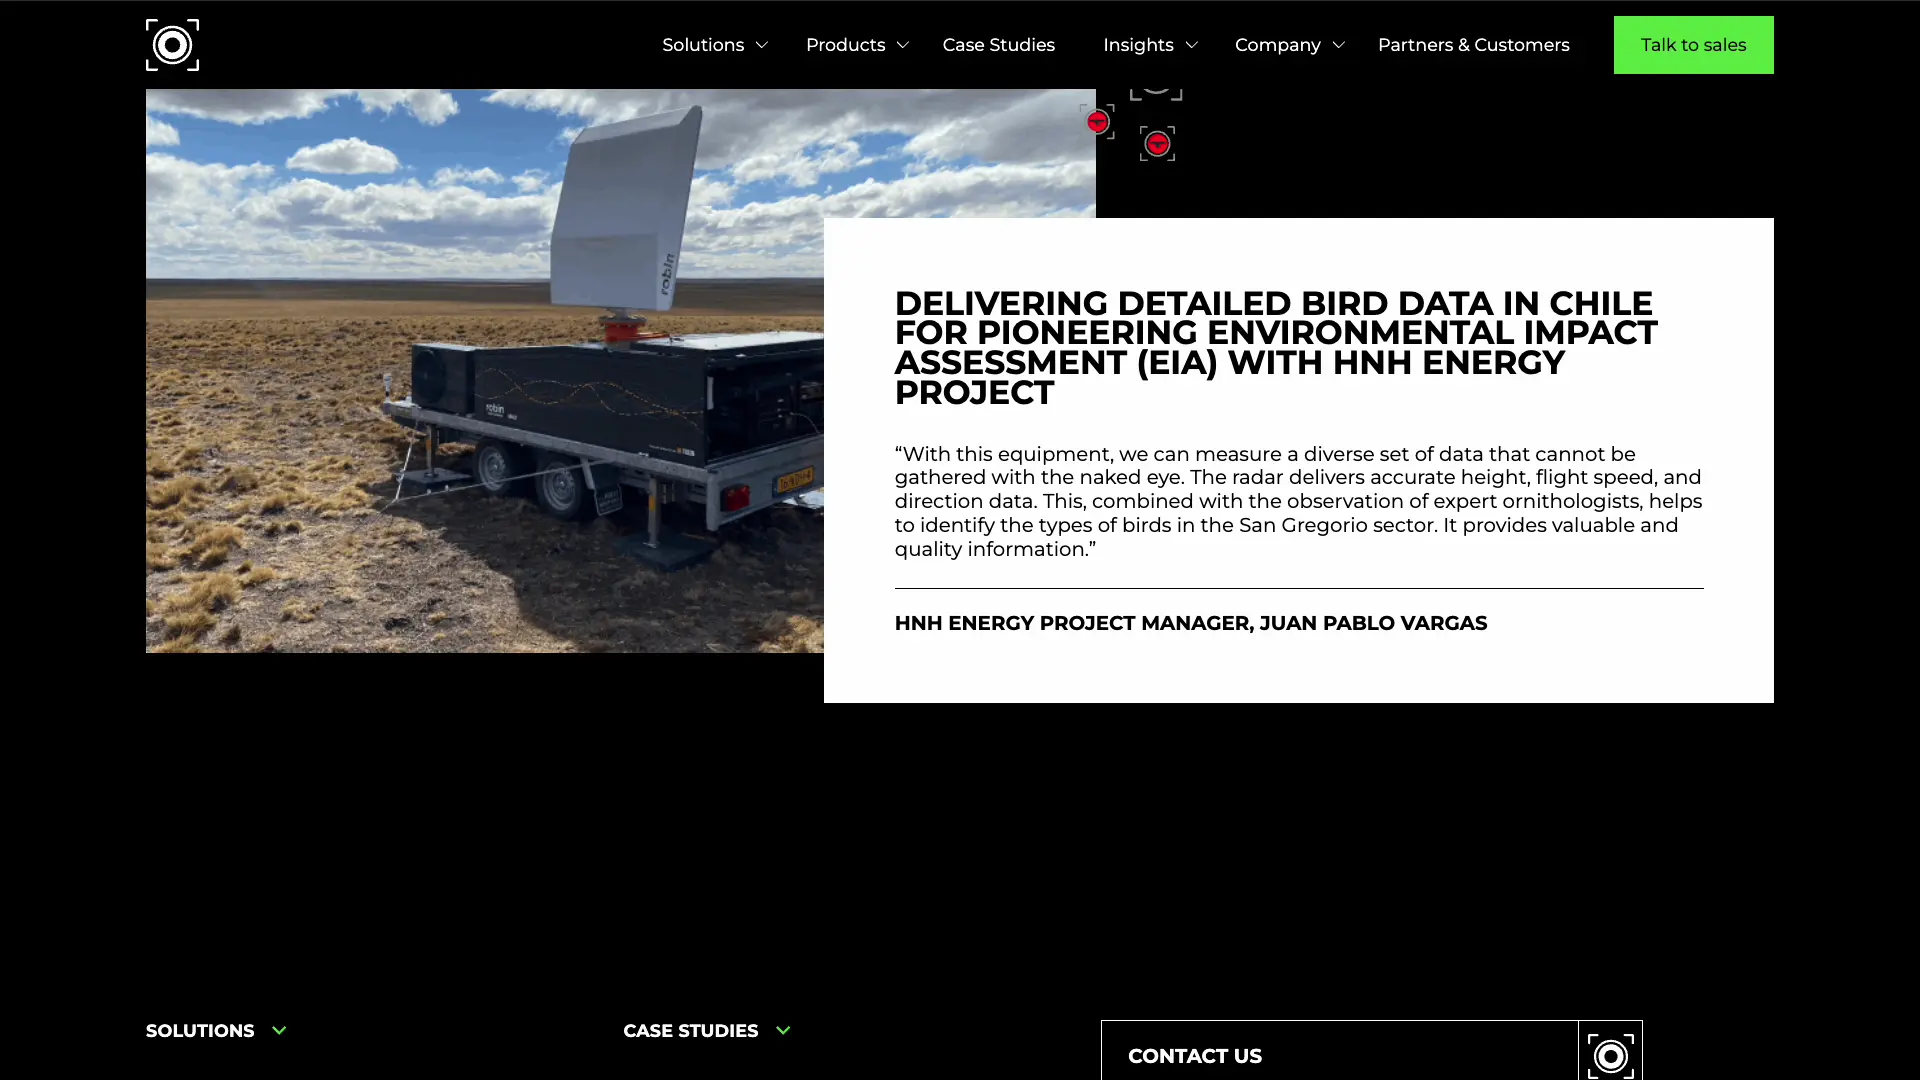 Solutions
Products
Case Studies
Insights
Company
Partners & Customers
Talk to sales
robin
robin
DELIVERING DETAILED BIRD DATA IN CHILE
FOR PIONEERING ENVIRONMENTAL IMPACT
ASSESSMENT (EIA) WITH HNH ENERGY
PROJECT
“With this equipment, we can measure a diverse set of data that cannot be
gathered with the naked eye. The radar delivers accurate height, flight speed, and
direction data. This, combined with the observation of expert ornithologists, helps
to identify the types of birds in the San Gregorio sector. It provides valuable and
quality information.”
HNH ENERGY PROJECT MANAGER, JUAN PABLO VARGAS
SOLUTIONS
CASE STUDIES
CONTACT US